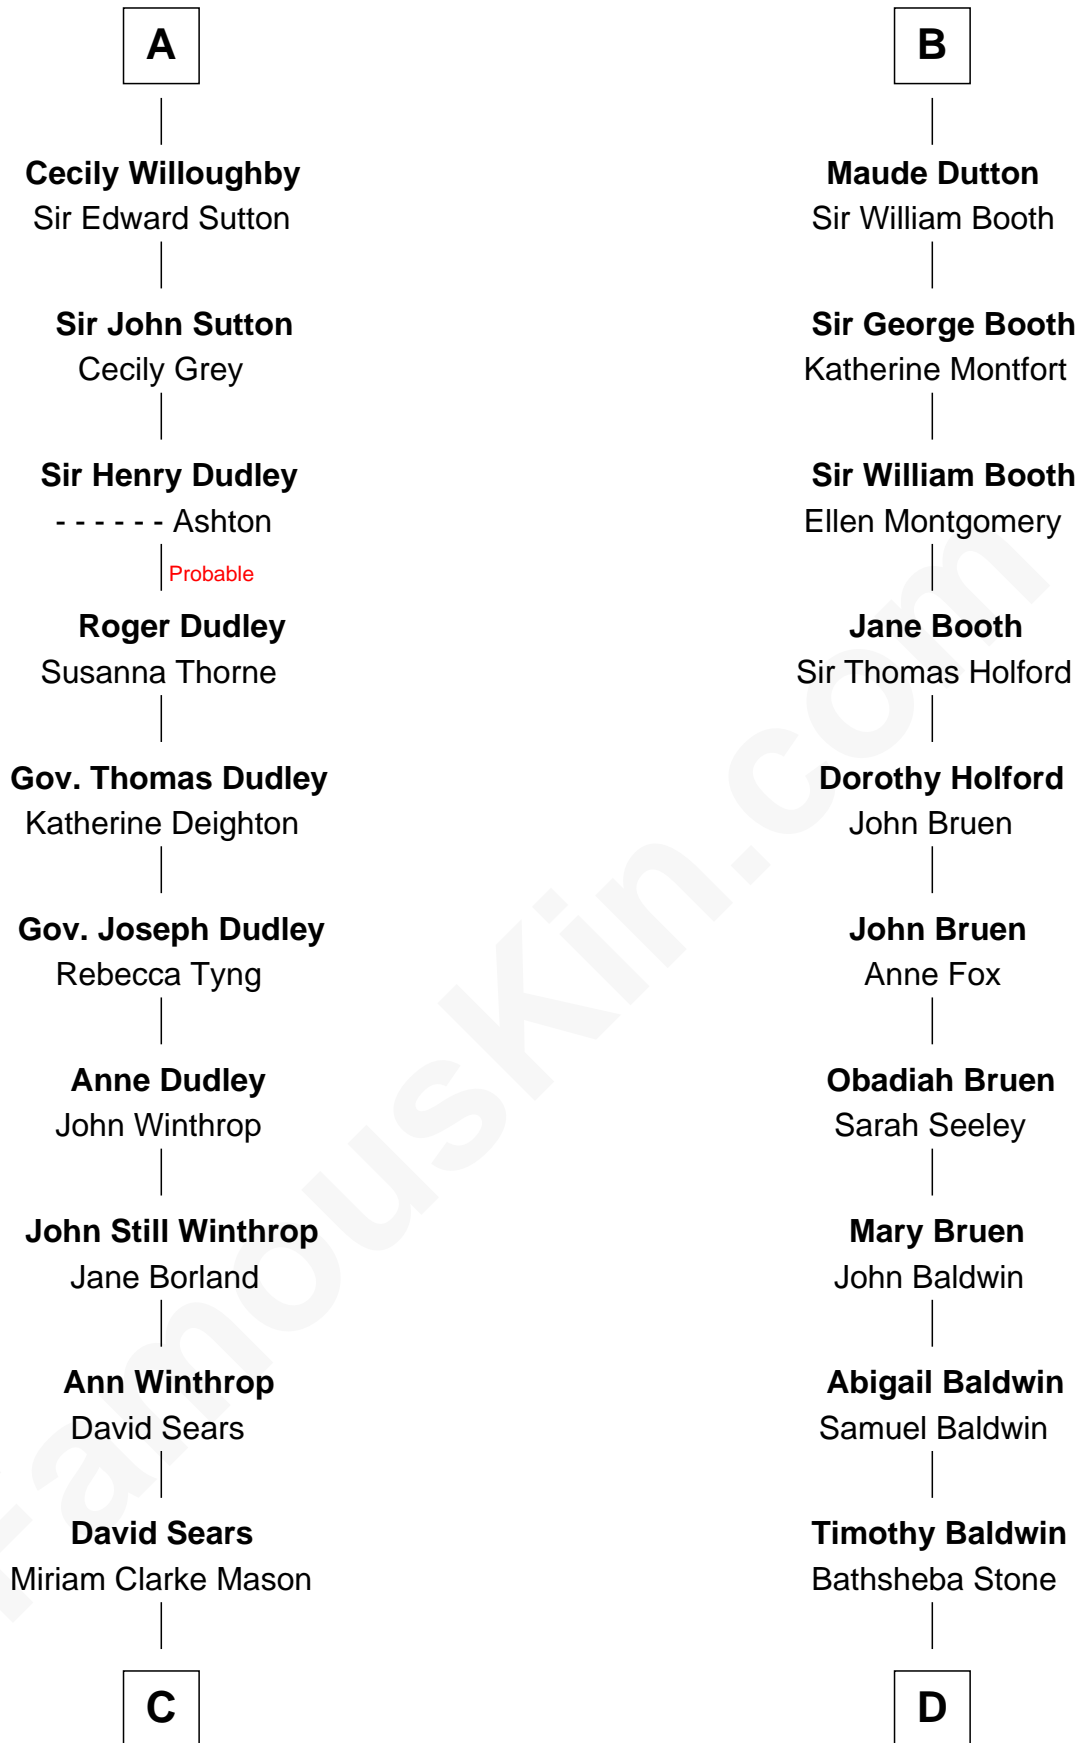 A
Cecily Willoughby
Sir Edward Sutton
Sir John Sutton
Cecily Grey
Sir Henry Dudley
- - - - - - Ashton
Probable
Roger Dudley
Susanna Thorne
Gov. Thomas Dudley
Katherine Deighton
Gov. Joseph Dudley
Rebecca Tyng
Anne Dudley
John Winthrop
John Still Winthrop
Jane Borland
Ann Winthrop
David Sears
David Sears
Miriam Clarke Mason
C
B
Maude Dutton
Sir William Booth
Sir George Booth
Katherine Montfort
Sir William Booth
Ellen Montgomery
Jane Booth
Sir Thomas Holford
Dorothy Holford
John Bruen
John Bruen
Anne Fox
Obadiah Bruen
Sarah Seeley
Mary Bruen
John Baldwin
Abigail Baldwin
Samuel Baldwin
Timothy Baldwin
Bathsheba Stone
D
FamousKin.com